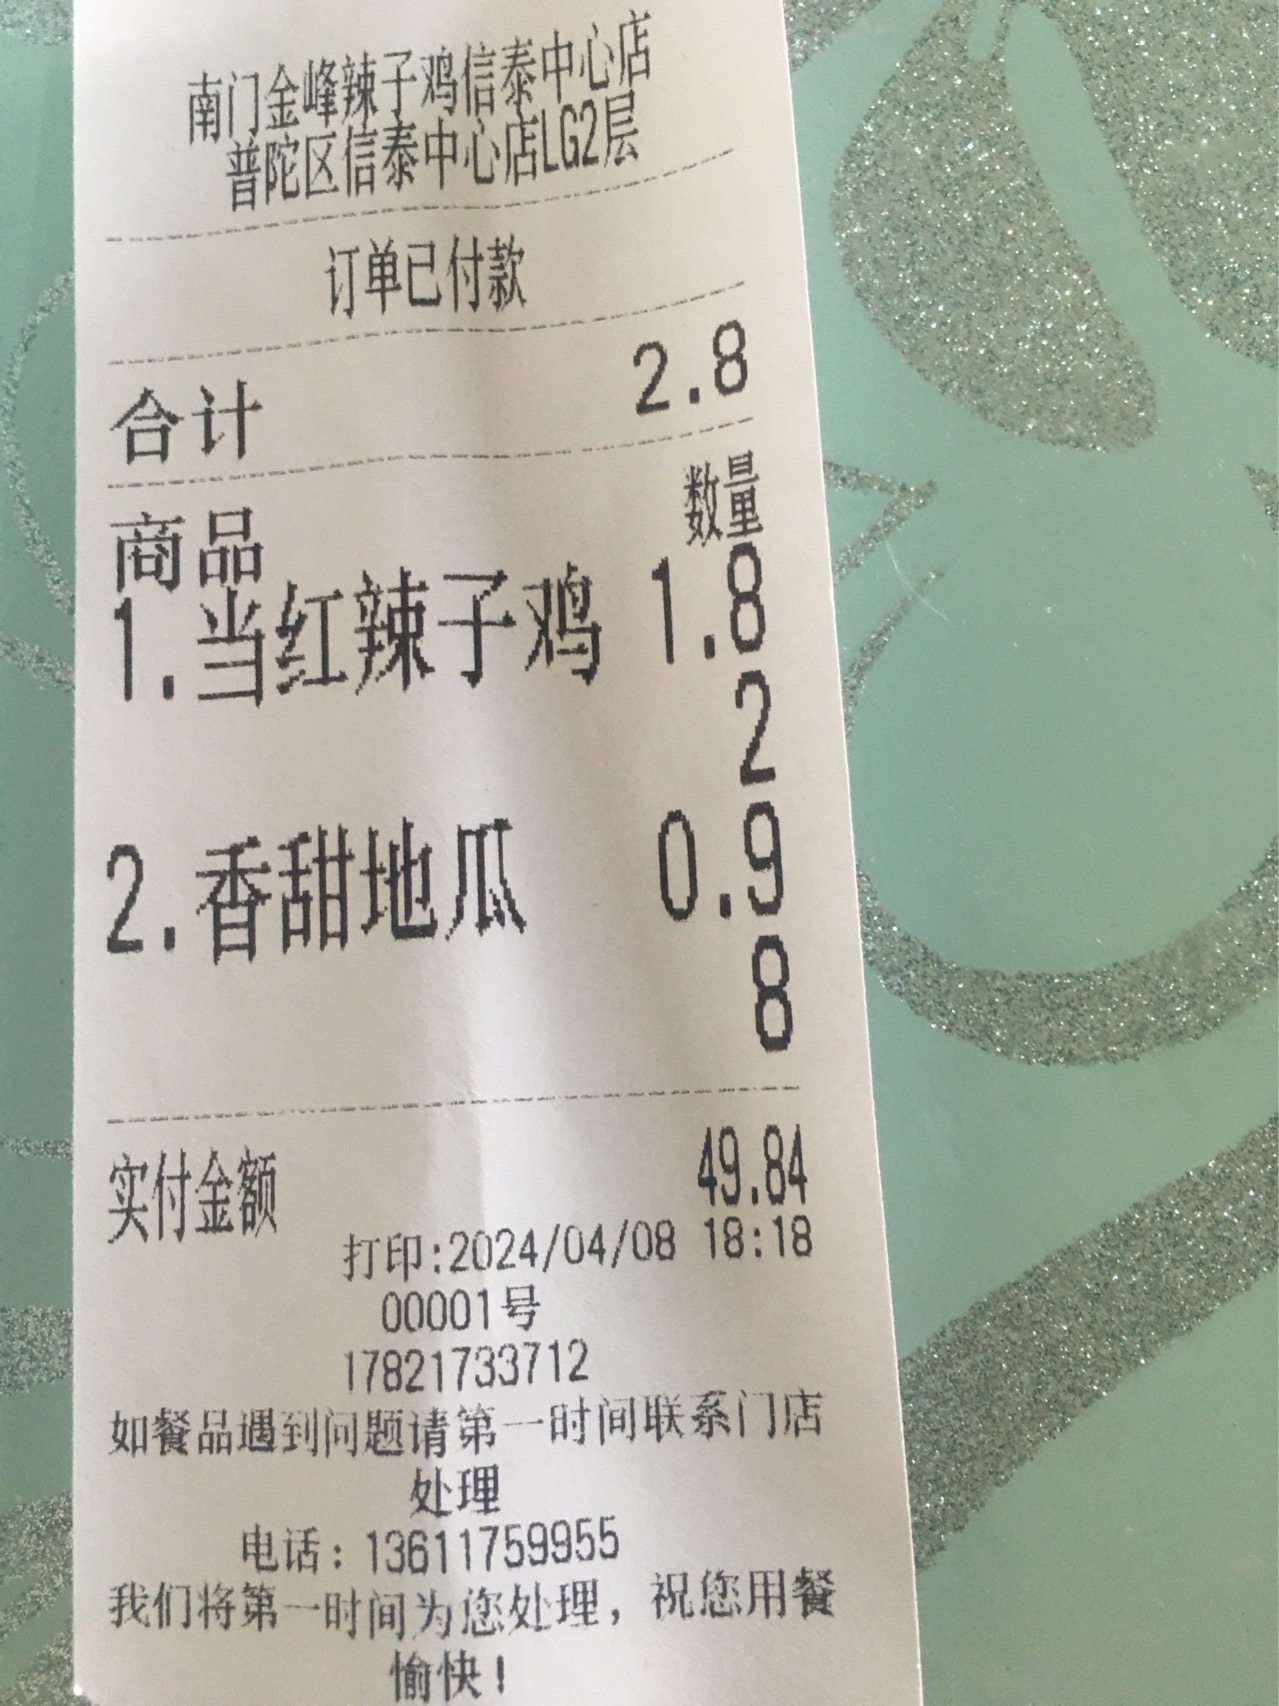 南门金峰辣子鸡信泰中心店
普陀区信泰中心店LG2层
订单已付款
合计 2.8
商品 数量
1.当红辣子鸡 1.8
2
2.香甜地瓜 0.9
8
实付金额 49.84
打印:2024/04/08 18:18
00001号
17821733712
如餐品遇到问题请第一时间联系门店
处理
电话:13611759955
我们将第一时间为您处理，祝您用餐
愉快!